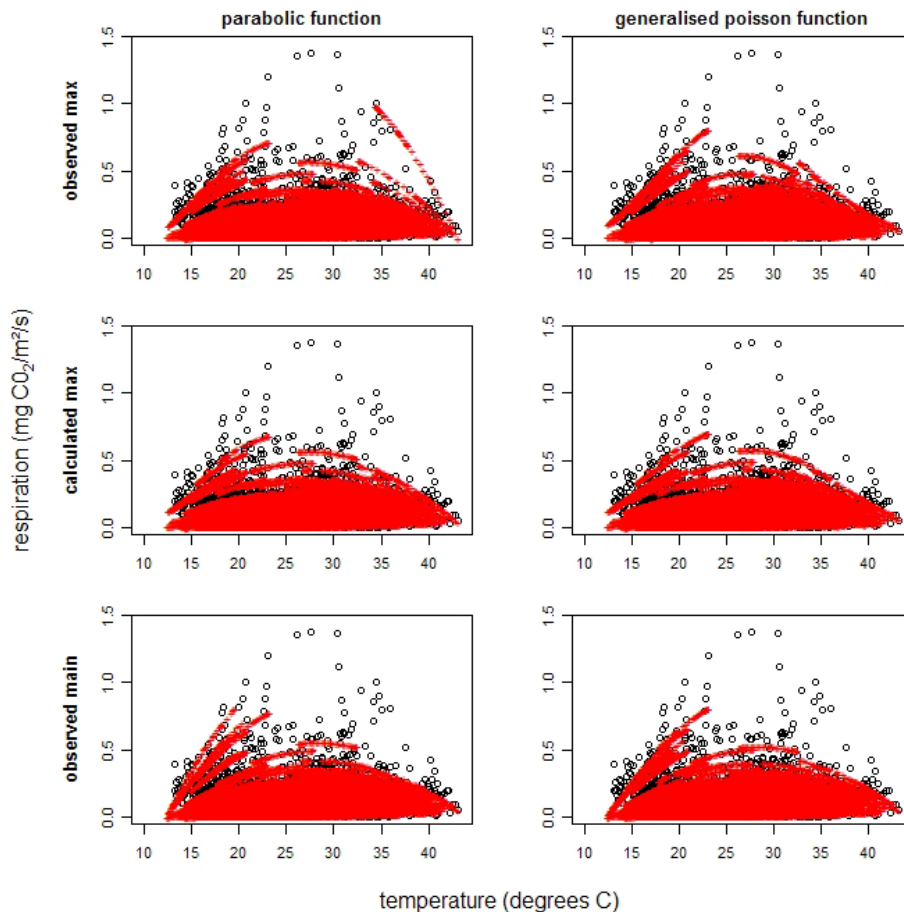 parabolic function
generalised poisson function
observed max
0.0 0.5 1.0 1.5
10 15 20 25 30 35 40
10 15 20 25 30 35 40
0.0 0.5 1.0 1.5
calculated max
0.0 0.5 1.0 1.5
10 15 20 25 30 35 40
10 15 20 25 30 35 40
0.0 0.5 1.0 1.5
observed main
0.0 0.5 1.0 1.5
10 15 20 25 30 35 40
10 15 20 25 30 35 40
0.0 0.5 1.0 1.5
respiration (mg C0₂/m²/s)
temperature (degrees C)